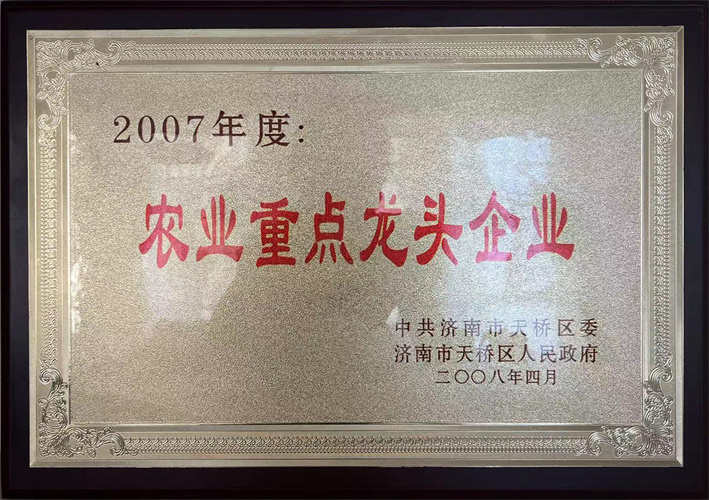 2007年度:
农业重点龙头企业
中共济南市天桥区委
济南市天桥区人民政府
二〇〇八年四月